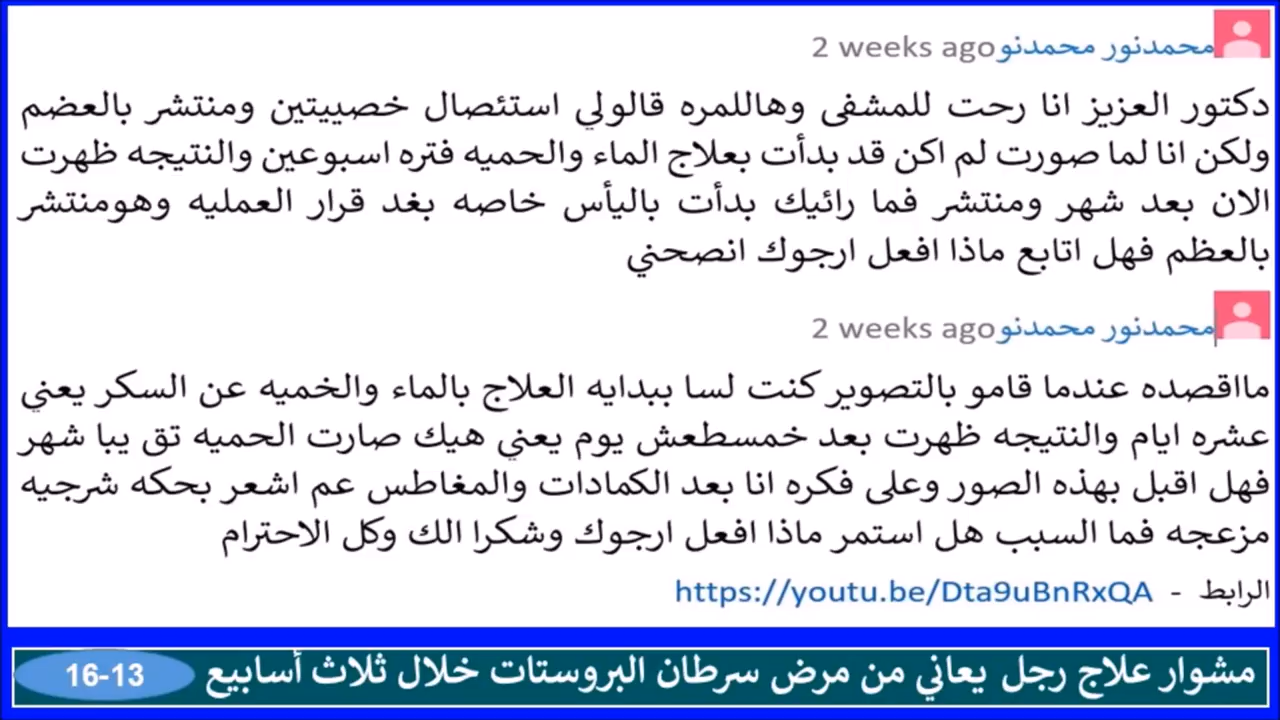 محمدنور محمدنو 2 weeks ago
دكتور العزيز انا رحت للمشفى وهاللمره قالولي استئصال خصييتين ومنتشر بالعضم
ولكن انا لما صورت لم اكن قد بدأت بعلاج الماء والحميه فتره اسبوعين والنتيجه ظهرت
الان بعد شهر ومنتشر فما رائيك بدأت باليأس خاصه بغد قرار العمليه وهومنتشر
بالعظم فهل اتابع ماذا افعل ارجوك انصحني
محمدنور محمدنو 2 weeks ago
مااقصده عندما قامو بالتصوير كنت لسا ببدايه العلاج بالماء والخميه عن السكر يعني
عشره ايام والنتيجه ظهرت بعد خمسطعش يوم يعني هيك صارت الحميه تق يبا شهر
فهل اقبل بهذه الصور وعلى فكره انا بعد الكمادات والمغاطس عم اشعر بحكه شرجيه
مزعجه فما السبب هل استمر ماذا افعل ارجوك وشكرا الك وكل الاحترام
الرابط - https://youtu.be/Dta9uBnRxQA
مشوار علاج رجل يعاني من مرض سرطان البروستات خلال ثلاث أسابيع 16-13